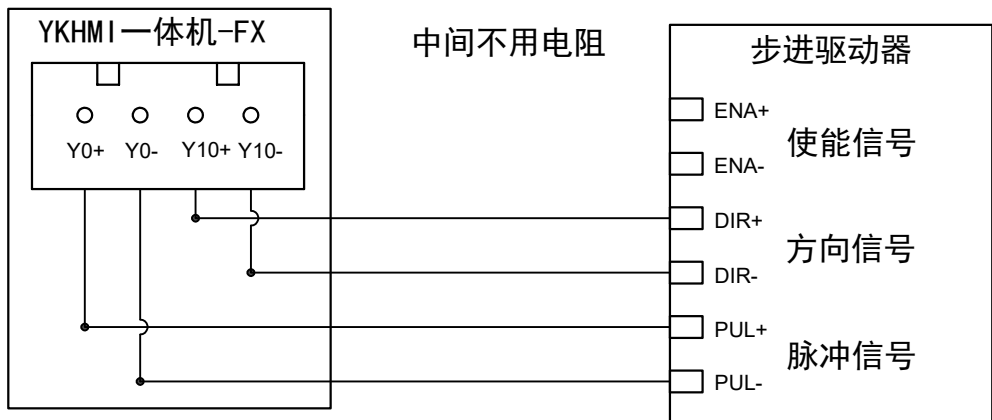 YKHMI一体机-FX
Y0+ Y0- Y10+ Y10-
中间不用电阻
步进驱动器
ENA+
使能信号
ENA-
DIR+
方向信号
DIR-
PUL+
脉冲信号
PUL-